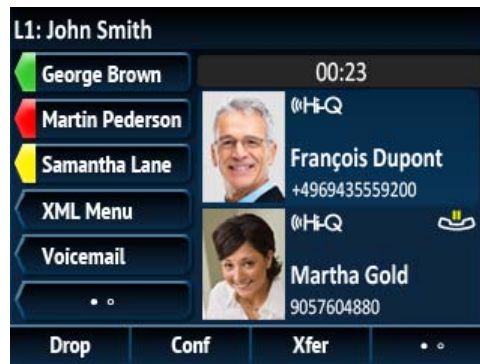 L1: John Smith
George Brown
Martin Pederson
Samantha Lane
XML Menu
Voicemail
00:23
Hi-Q
François Dupont
+4969435559200
Hi-Q
Martha Gold
9057604880
Drop Conf Xfer